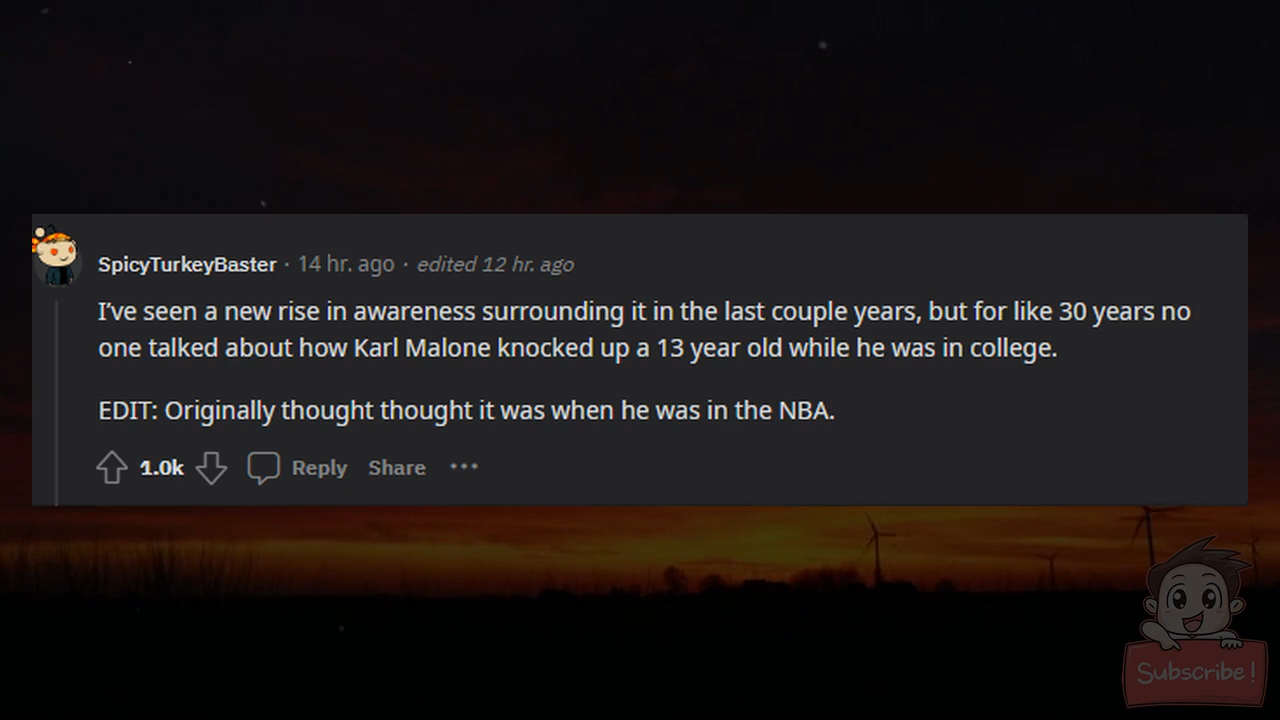 SpicyTurkeyBaster · 14 hr. ago · edited 12 hr. ago
I've seen a new rise in awareness surrounding it in the last couple years, but for like 30 years no
one talked about how Karl Malone knocked up a 13 year old while he was in college.
EDIT: Originally thought thought it was when he was in the NBA.
1.0k Reply Share ···
Subscribe!